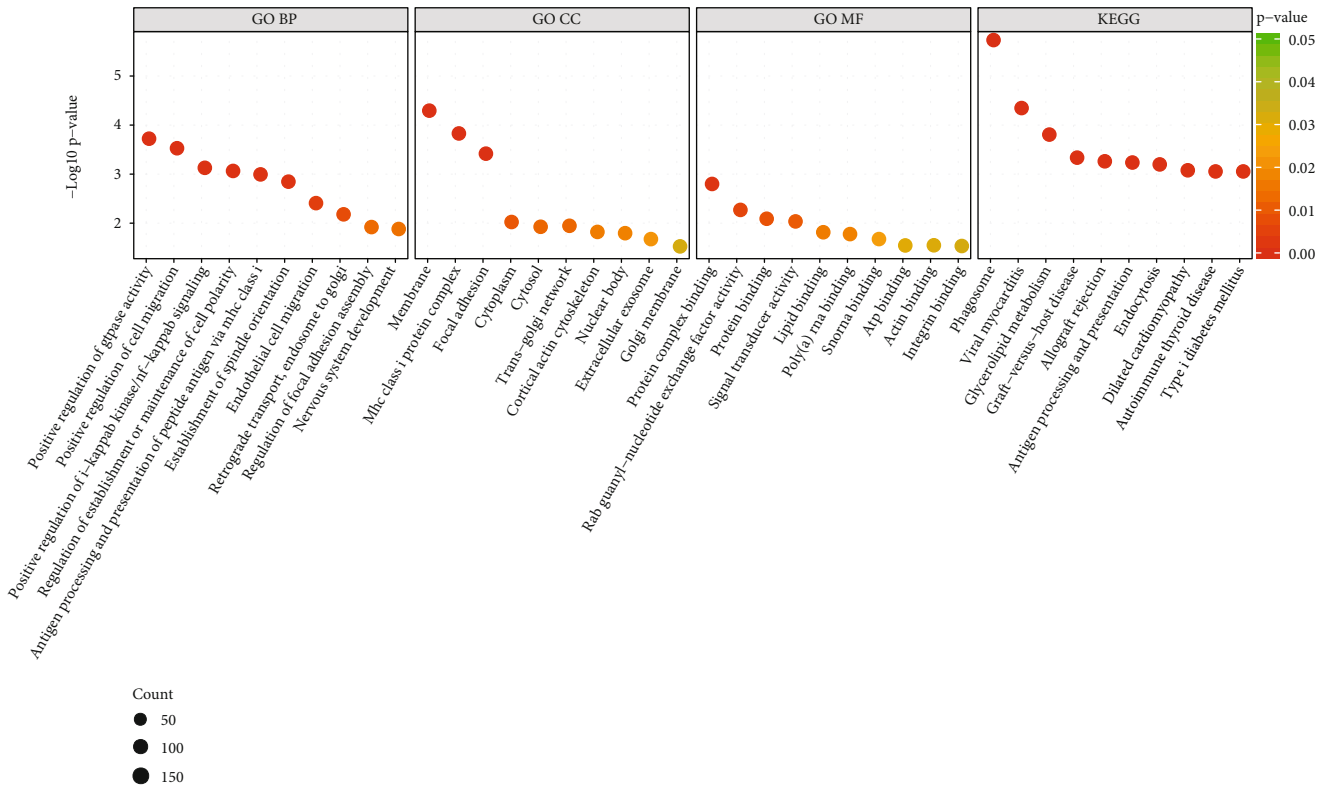 GO BP
GO CC
GO MF
KEGG
p−value
−Log10 p−value
5
4
3
2
0.05
0.04
0.03
0.02
0.01
0.00
Positive regulation of gtpase activity
Positive regulation of cell migration
Positive regulation of i−kappab kinase/nf−kappab signaling
Regulation of establishment or maintenance of cell polarity
Antigen processing and presentation of peptide antigen via mhc class i
Establishment of spindle orientation
Endothelial cell migration
Retrograde transport, endosome to golgi
Regulation of focal adhesion assembly
Nervous system development
Membrane
Mhc class i protein complex
Focal adhesion
Cytoplasm
Cytosol
Trans−golgi network
Cortical actin cytoskeleton
Nuclear body
Extracellular exosome
Golgi membrane
Protein complex binding
Rab guanyl−nucleotide exchange factor activity
Protein binding
Signal transducer activity
Lipid binding
Poly(a) rna binding
Snorna binding
Atp binding
Actin binding
Integrin binding
Phagosome
Viral myocarditis
Glycerolipid metabolism
Graft−versus−host disease
Allograft rejection
Antigen processing and presentation
Endocytosis
Dilated cardiomyopathy
Autoimmune thyroid disease
Type i diabetes mellitus
Count
50
100
150